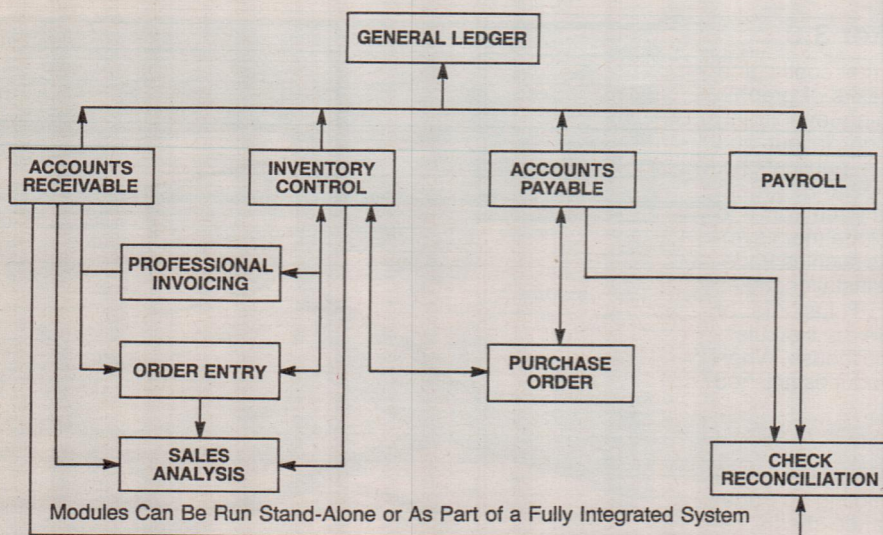 GENERAL LEDGER
ACCOUNTS
RECEIVABLE
INVENTORY
CONTROL
ACCOUNTS
PAYABLE
PAYROLL
PROFESSIONAL
INVOICING
ORDER ENTRY
PURCHASE
ORDER
SALES
ANALYSIS
CHECK
RECONCILIATION
Modules Can Be Run Stand-Alone or As Part of a Fully Integrated System